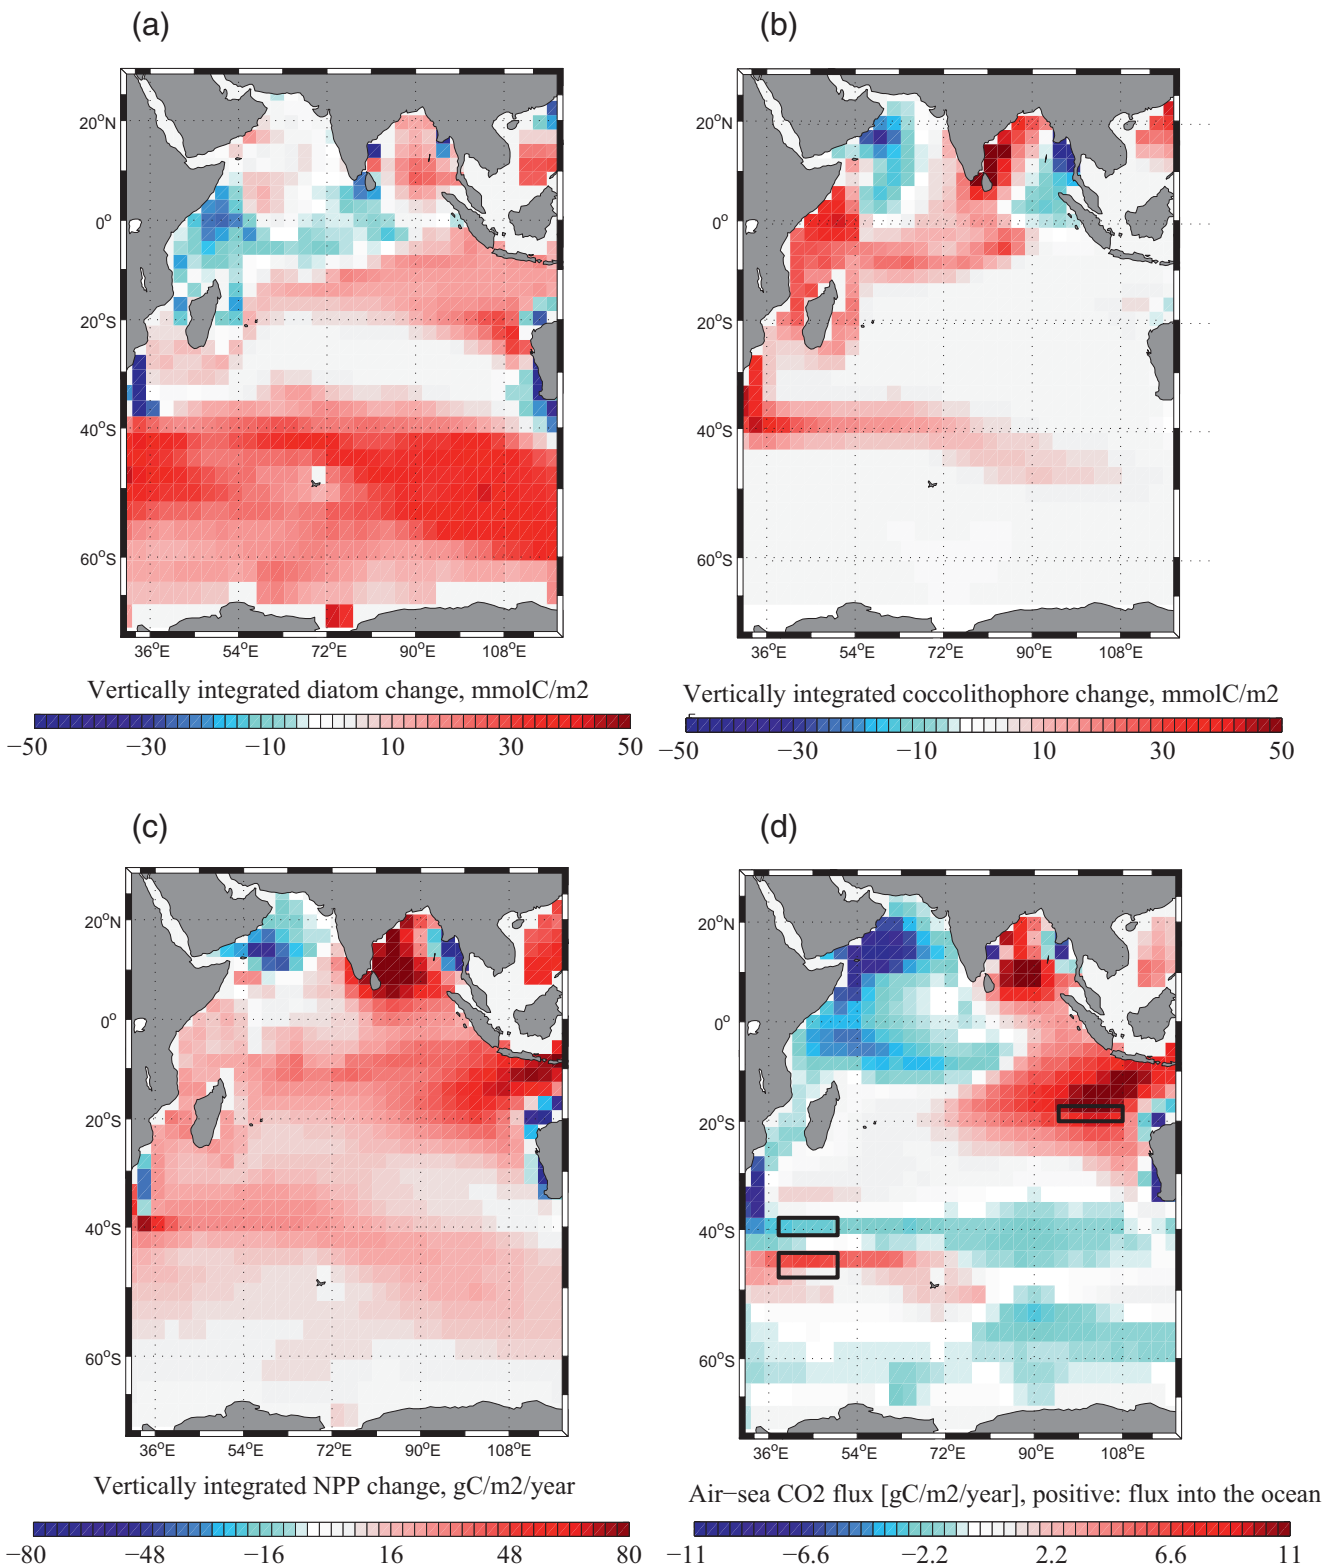 (a)
(b)
20°N
0°
20°S
40°S
60°S
36°E 54°E 72°E 90°E 108°E
20°N
0°
20°S
40°S
60°S
36°E 54°E 72°E 90°E 108°E
Vertically integrated diatom change, mmolC/m2
−50 −30 −10 10 30 50
Vertically integrated coccolithophore change, mmolC/m2
−50 −30 −10 10 30 50
(c)
(d)
20°N
0°
20°S
40°S
60°S
36°E 54°E 72°E 90°E 108°E
20°N
0°
20°S
40°S
60°S
36°E 54°E 72°E 90°E 108°E
Vertically integrated NPP change, gC/m2/year
−80 −48 −16 16 48 80
Air−sea CO2 flux [gC/m2/year], positive: flux into the ocean
−11 −6.6 −2.2 2.2 6.6 11